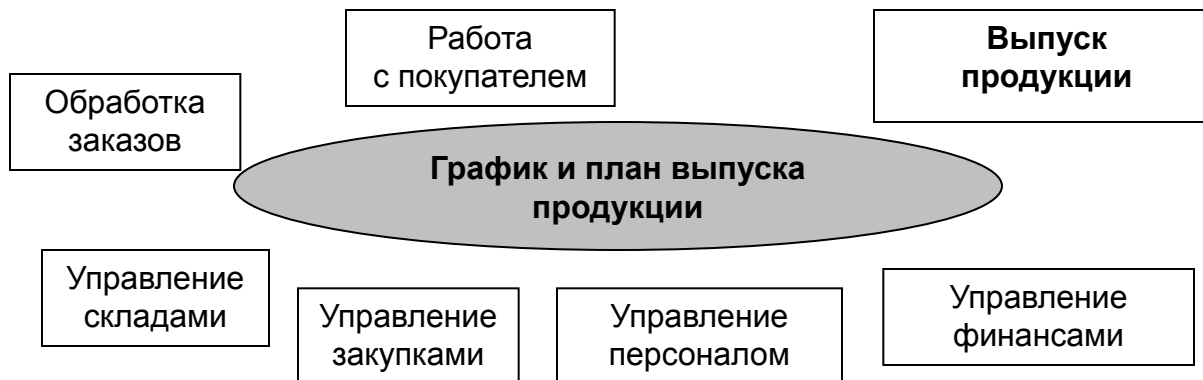 Работа
с покупателем
Выпуск
продукции
Обработка
заказов
График и план выпуска
продукции
Управление
складами
Управление
закупками
Управление
персоналом
Управление
финансами